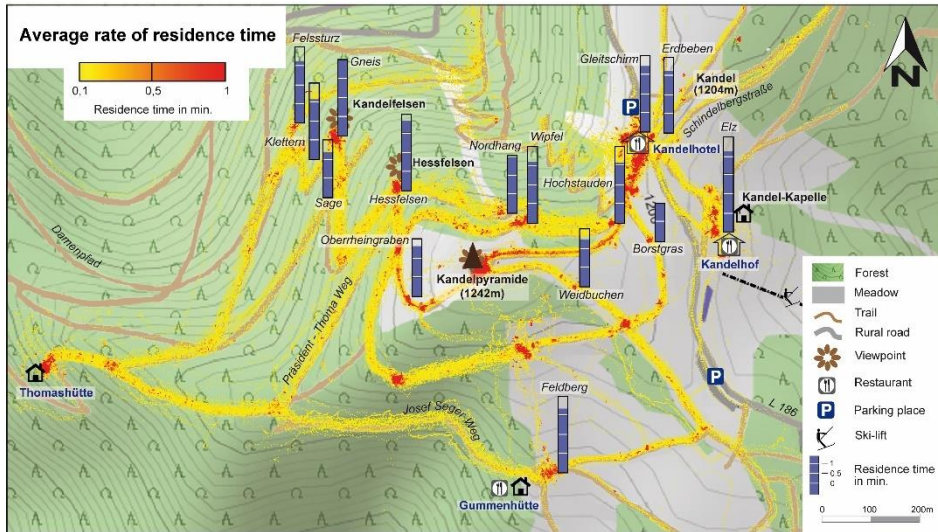 Average rate of residence time
0,1
0,5
1
Residence time in min.
Felssturz
Gneis
Kandelfelsen
Klettern
Sage
Hessfelsen
Hessfelsen
Nordhang
Wipfel
Gleitschirm
Erdbeben
Kandel
(1204m)
Schindelbergstraße
P
Kandelhotel
Elz
Hochstauden
1200
Kandel-Kapelle
Borstgras
Kandelhof
N
Damenpfad
Oberrheingraben
Kandelpyramide
(1242m)
Weidbuchen
Präsident - Thoma Weg
Thomashütte
Josef Seger-Weg
Feldberg
Gummenhütte
P
L 186
Forest
Meadow
Trail
Rural road
Viewpoint
Restaurant
P Parking place
Ski-lift
1
0.5
0
Residence time
in min.
0 100 200m